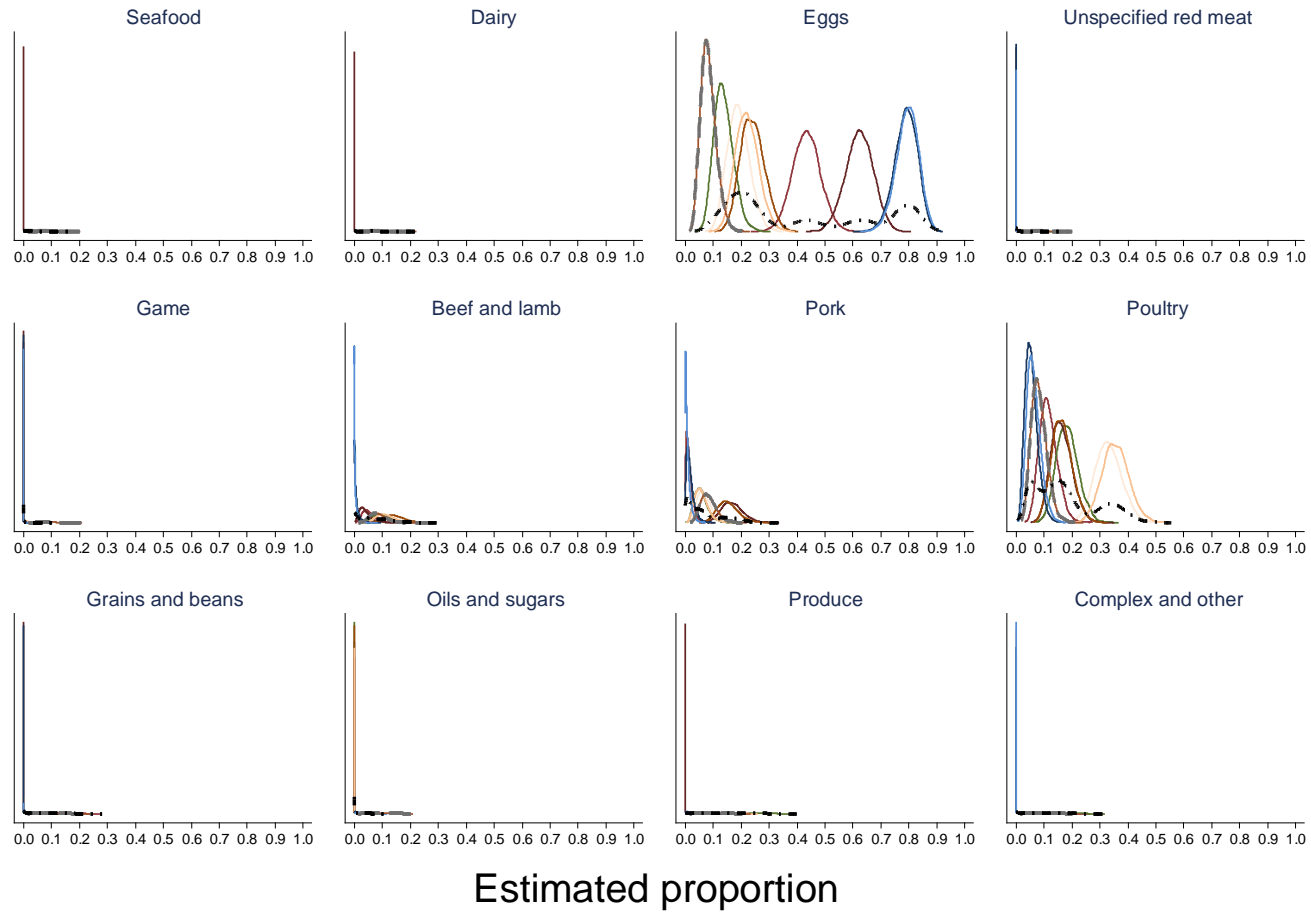 Seafood Dairy Eggs Unspecified red meat
0.0 0.1 0.2 0.3 0.4 0.5 0.6 0.7 0.8 0.9 1.0 0.0 0.1 0.2 0.3 0.4 0.5 0.6 0.7 0.8 0.9 1.0 0.0 0.1 0.2 0.3 0.4 0.5 0.6 0.7 0.8 0.9 1.0 0.0 0.1 0.2 0.3 0.4 0.5 0.6 0.7 0.8 0.9 1.0
Game Beef and lamb Pork Poultry
0.0 0.1 0.2 0.3 0.4 0.5 0.6 0.7 0.8 0.9 1.0 0.0 0.1 0.2 0.3 0.4 0.5 0.6 0.7 0.8 0.9 1.0 0.0 0.1 0.2 0.3 0.4 0.5 0.6 0.7 0.8 0.9 1.0 0.0 0.1 0.2 0.3 0.4 0.5 0.6 0.7 0.8 0.9 1.0
Grains and beans Oils and sugars Produce Complex and other
0.0 0.1 0.2 0.3 0.4 0.5 0.6 0.7 0.8 0.9 1.0 0.0 0.1 0.2 0.3 0.4 0.5 0.6 0.7 0.8 0.9 1.0 0.0 0.1 0.2 0.3 0.4 0.5 0.6 0.7 0.8 0.9 1.0 0.0 0.1 0.2 0.3 0.4 0.5 0.6 0.7 0.8 0.9 1.0
Estimated proportion